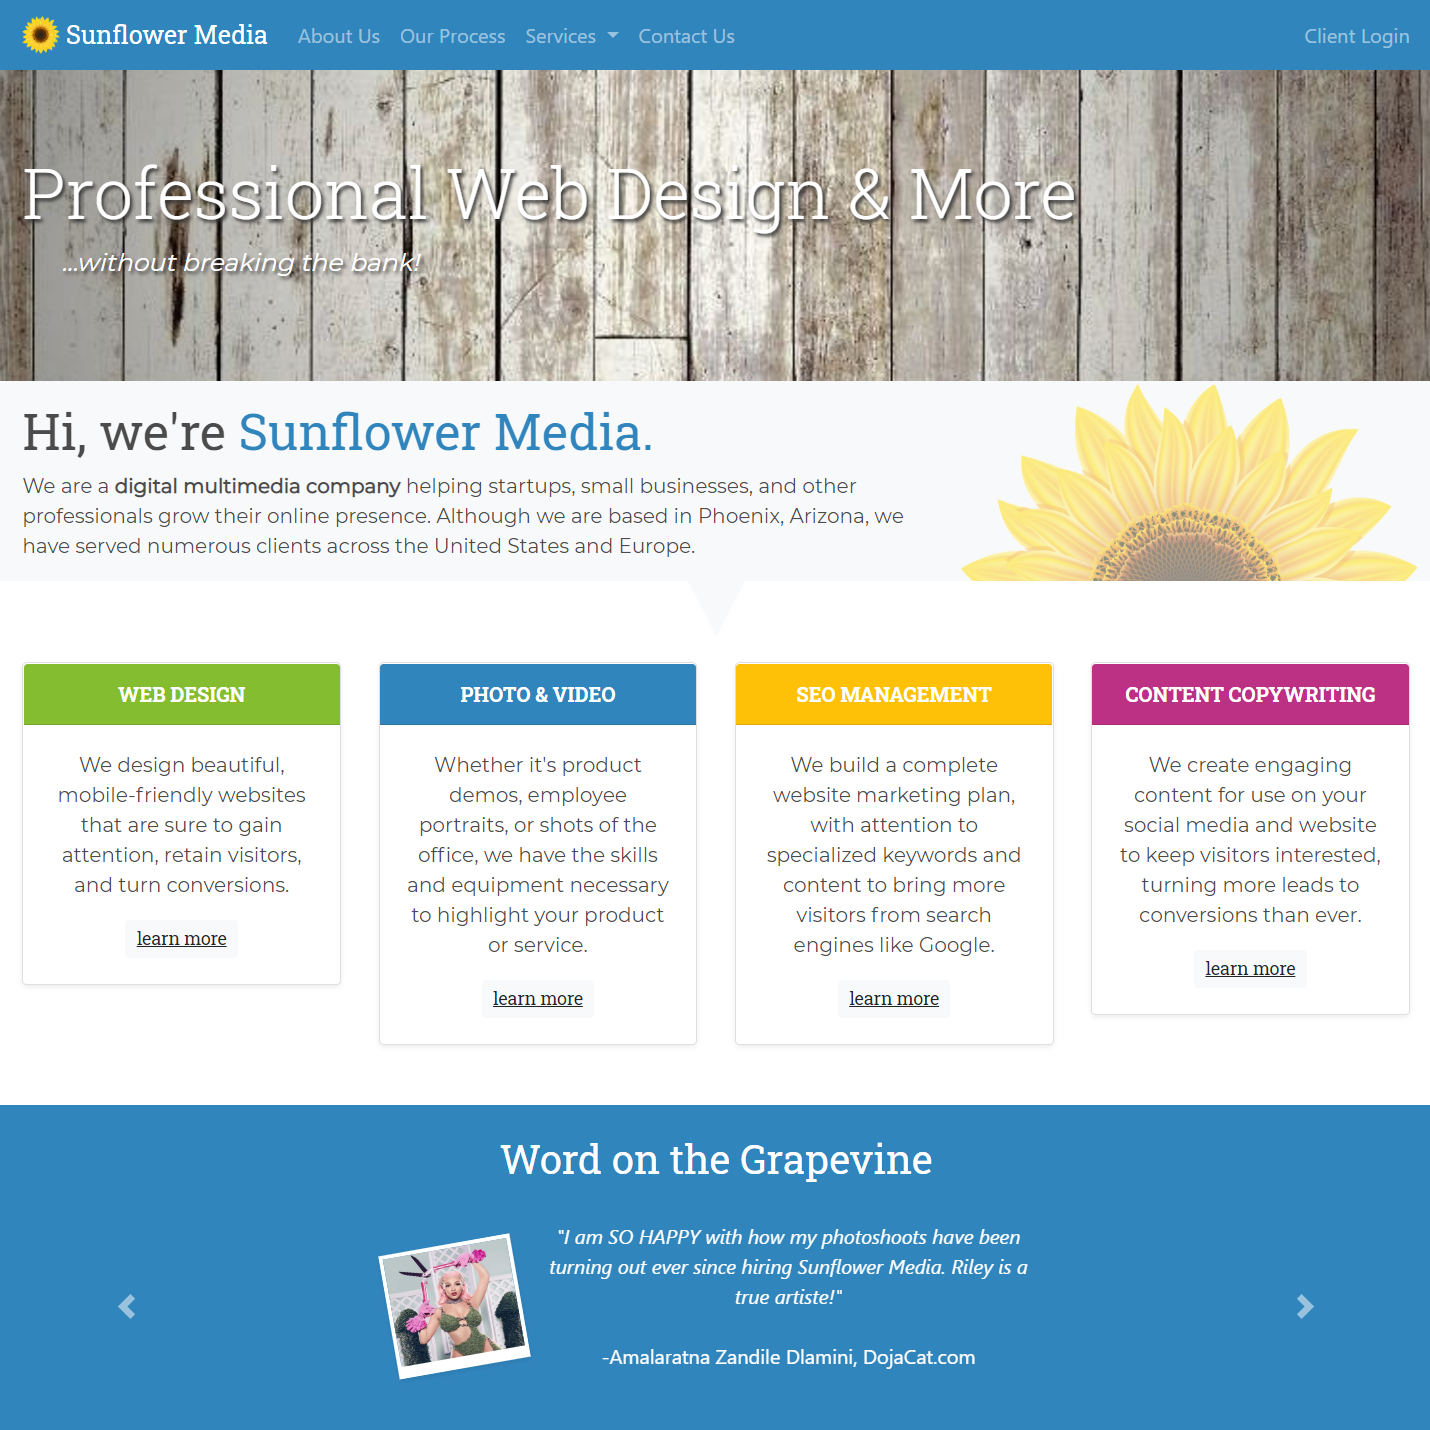 Sunflower Media
About Us
Our Process
Services
Contact Us
Client Login
Professional Web Design & More
...without breaking the bank!
Hi, we're Sunflower Media.
We are a digital multimedia company helping startups, small businesses, and other
professionals grow their online presence. Although we are based in Phoenix, Arizona, we
have served numerous clients across the United States and Europe.
WEB DESIGN
We design beautiful,
mobile-friendly websites
that are sure to gain
attention, retain visitors,
and turn conversions.
learn more
PHOTO & VIDEO
Whether it's product
demos, employee
portraits, or shots of the
office, we have the skills
and equipment necessary
to highlight your product
or service.
learn more
SEO MANAGEMENT
We build a complete
website marketing plan,
with attention to
specialized keywords and
content to bring more
visitors from search
engines like Google.
learn more
CONTENT COPYWRITING
We create engaging
content for use on your
social media and website
to keep visitors interested,
turning more leads to
conversions than ever.
learn more
Word on the Grapevine
"I am SO HAPPY with how my photoshoots have been
turning out ever since hiring Sunflower Media. Riley is a
true artiste!"
-Amalaratna Zandile Dlamini, DojaCat.com